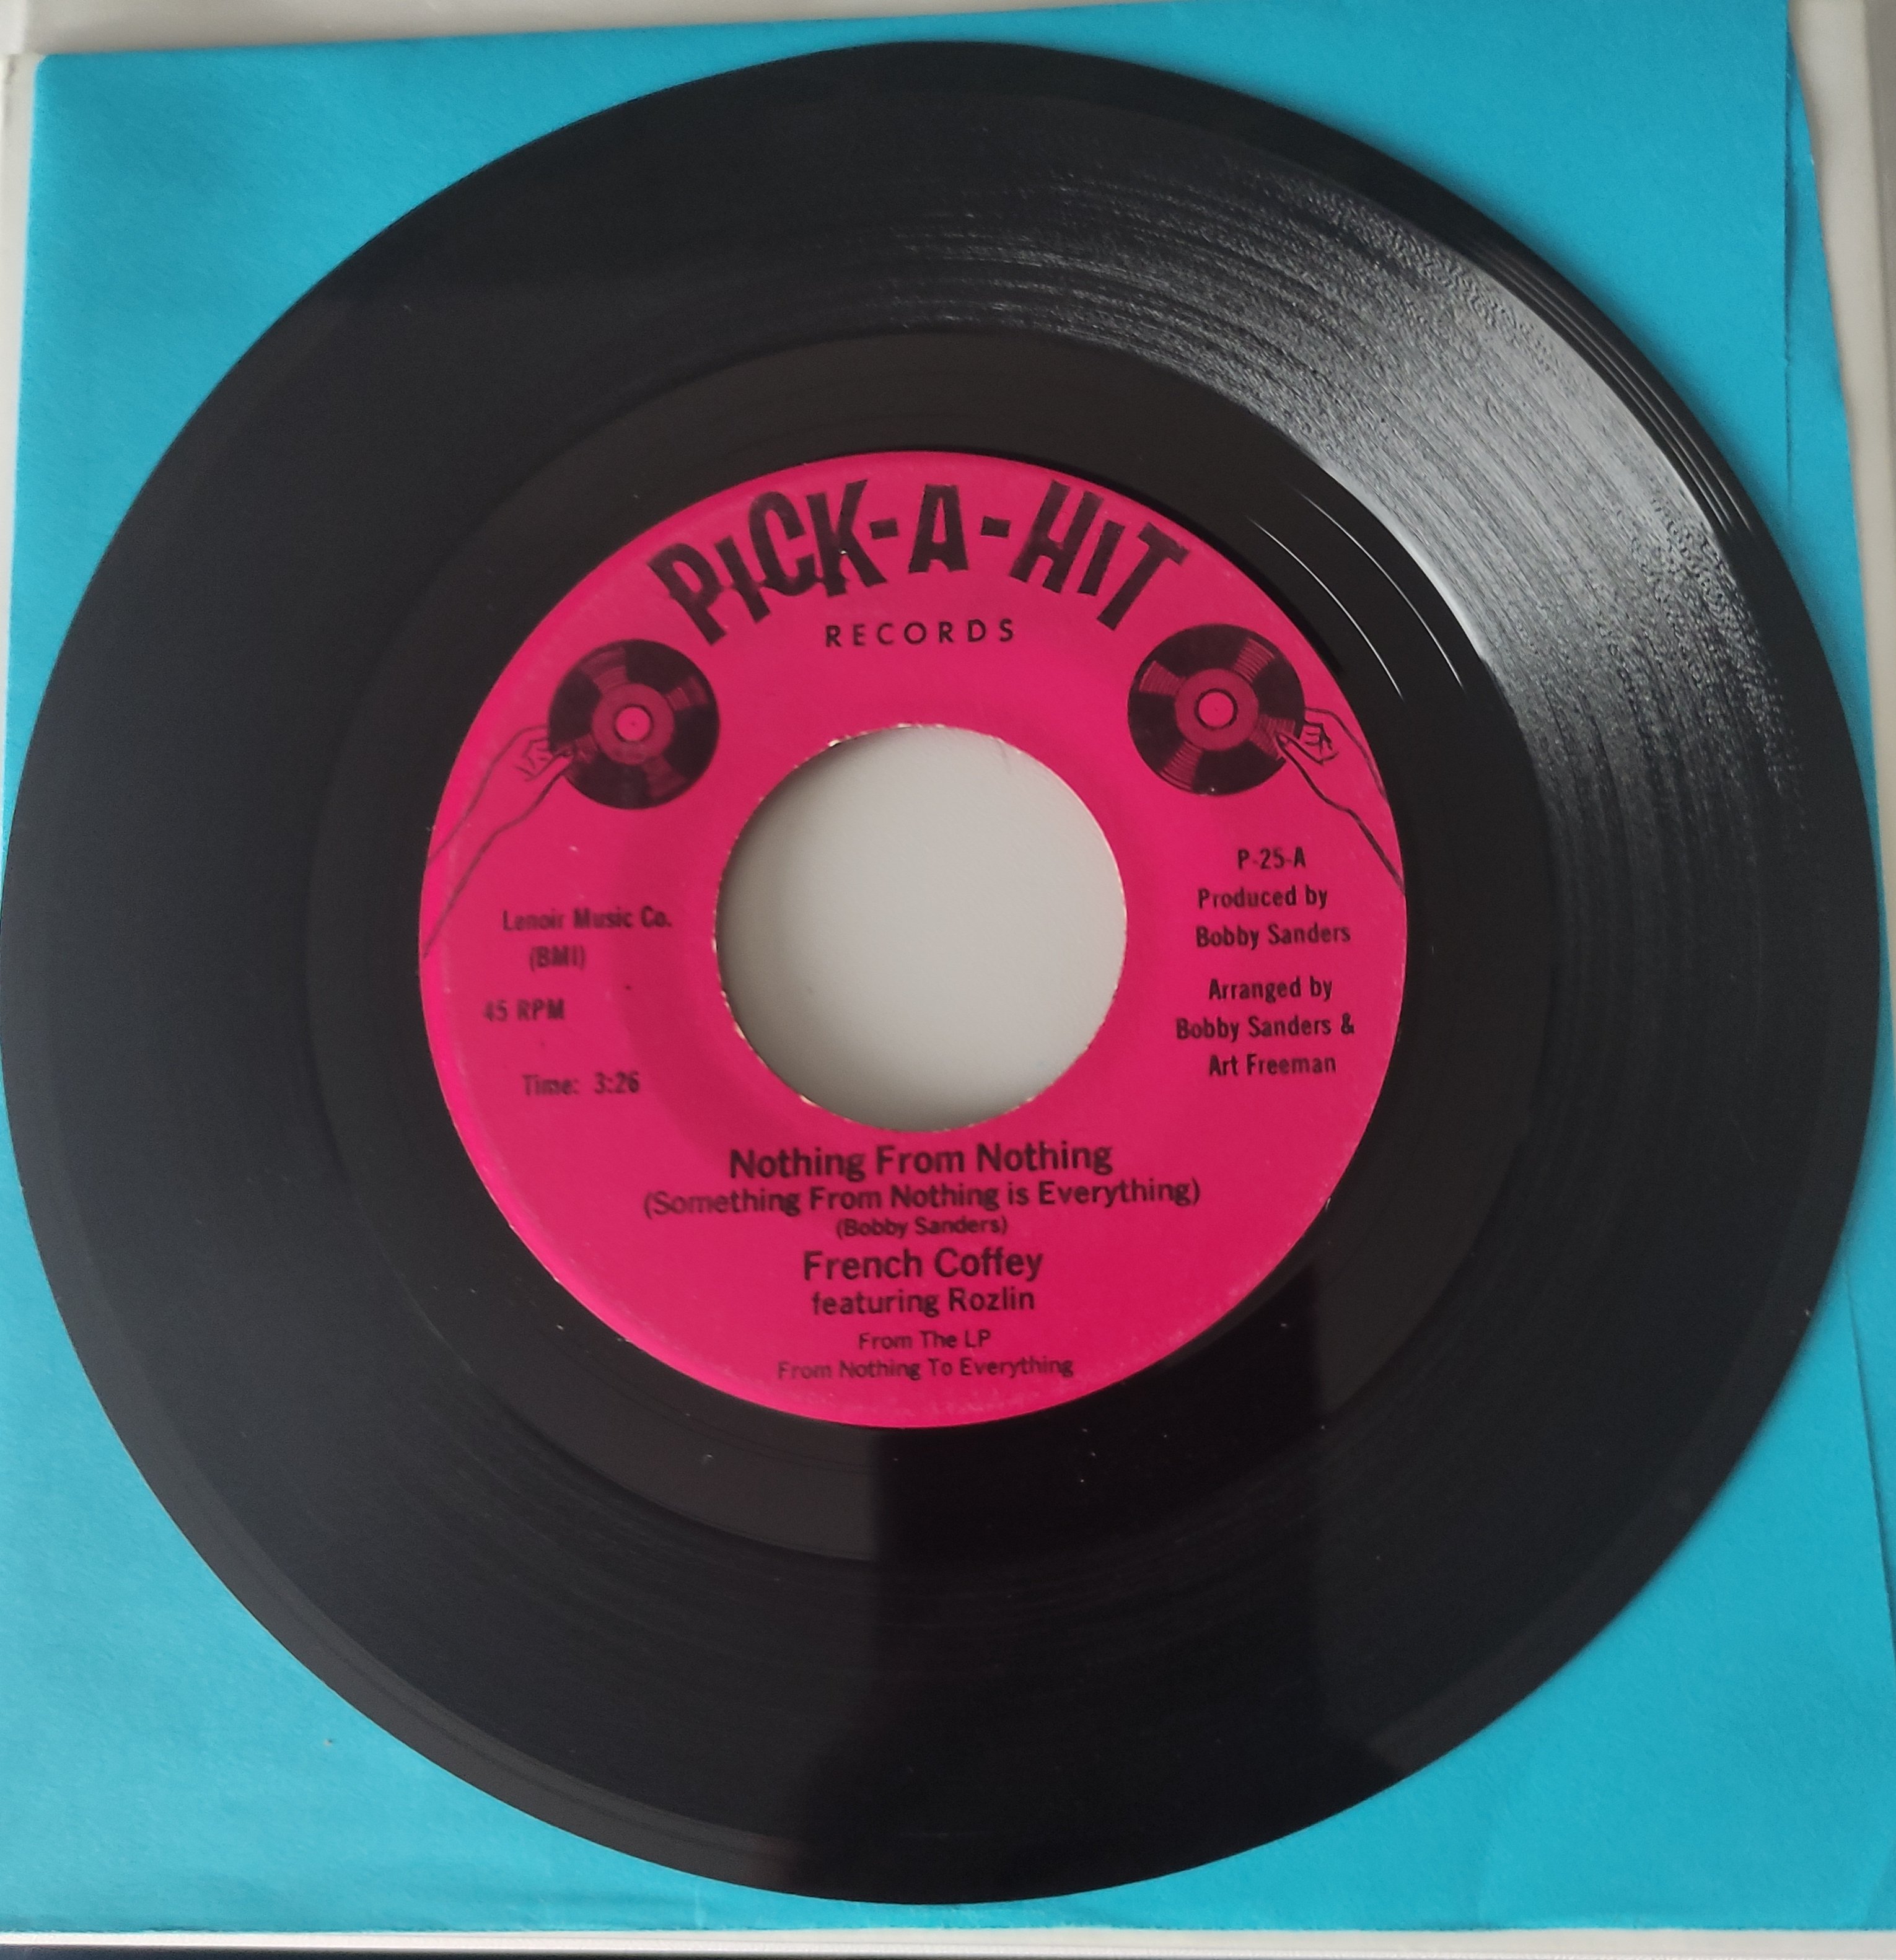 PICK-A-HIT
RECORDS
Lenoir Music Co.
(BMI)
45 RPM
Time: 3:26
P-25-A
Produced by
Bobby Sanders
Arranged by
Bobby Sanders &
Art Freeman
Nothing From Nothing
(Something From Nothing is Everything)
(Bobby Sanders)
French Coffey
featuring Rozlin
From The LP
From Nothing To Everything